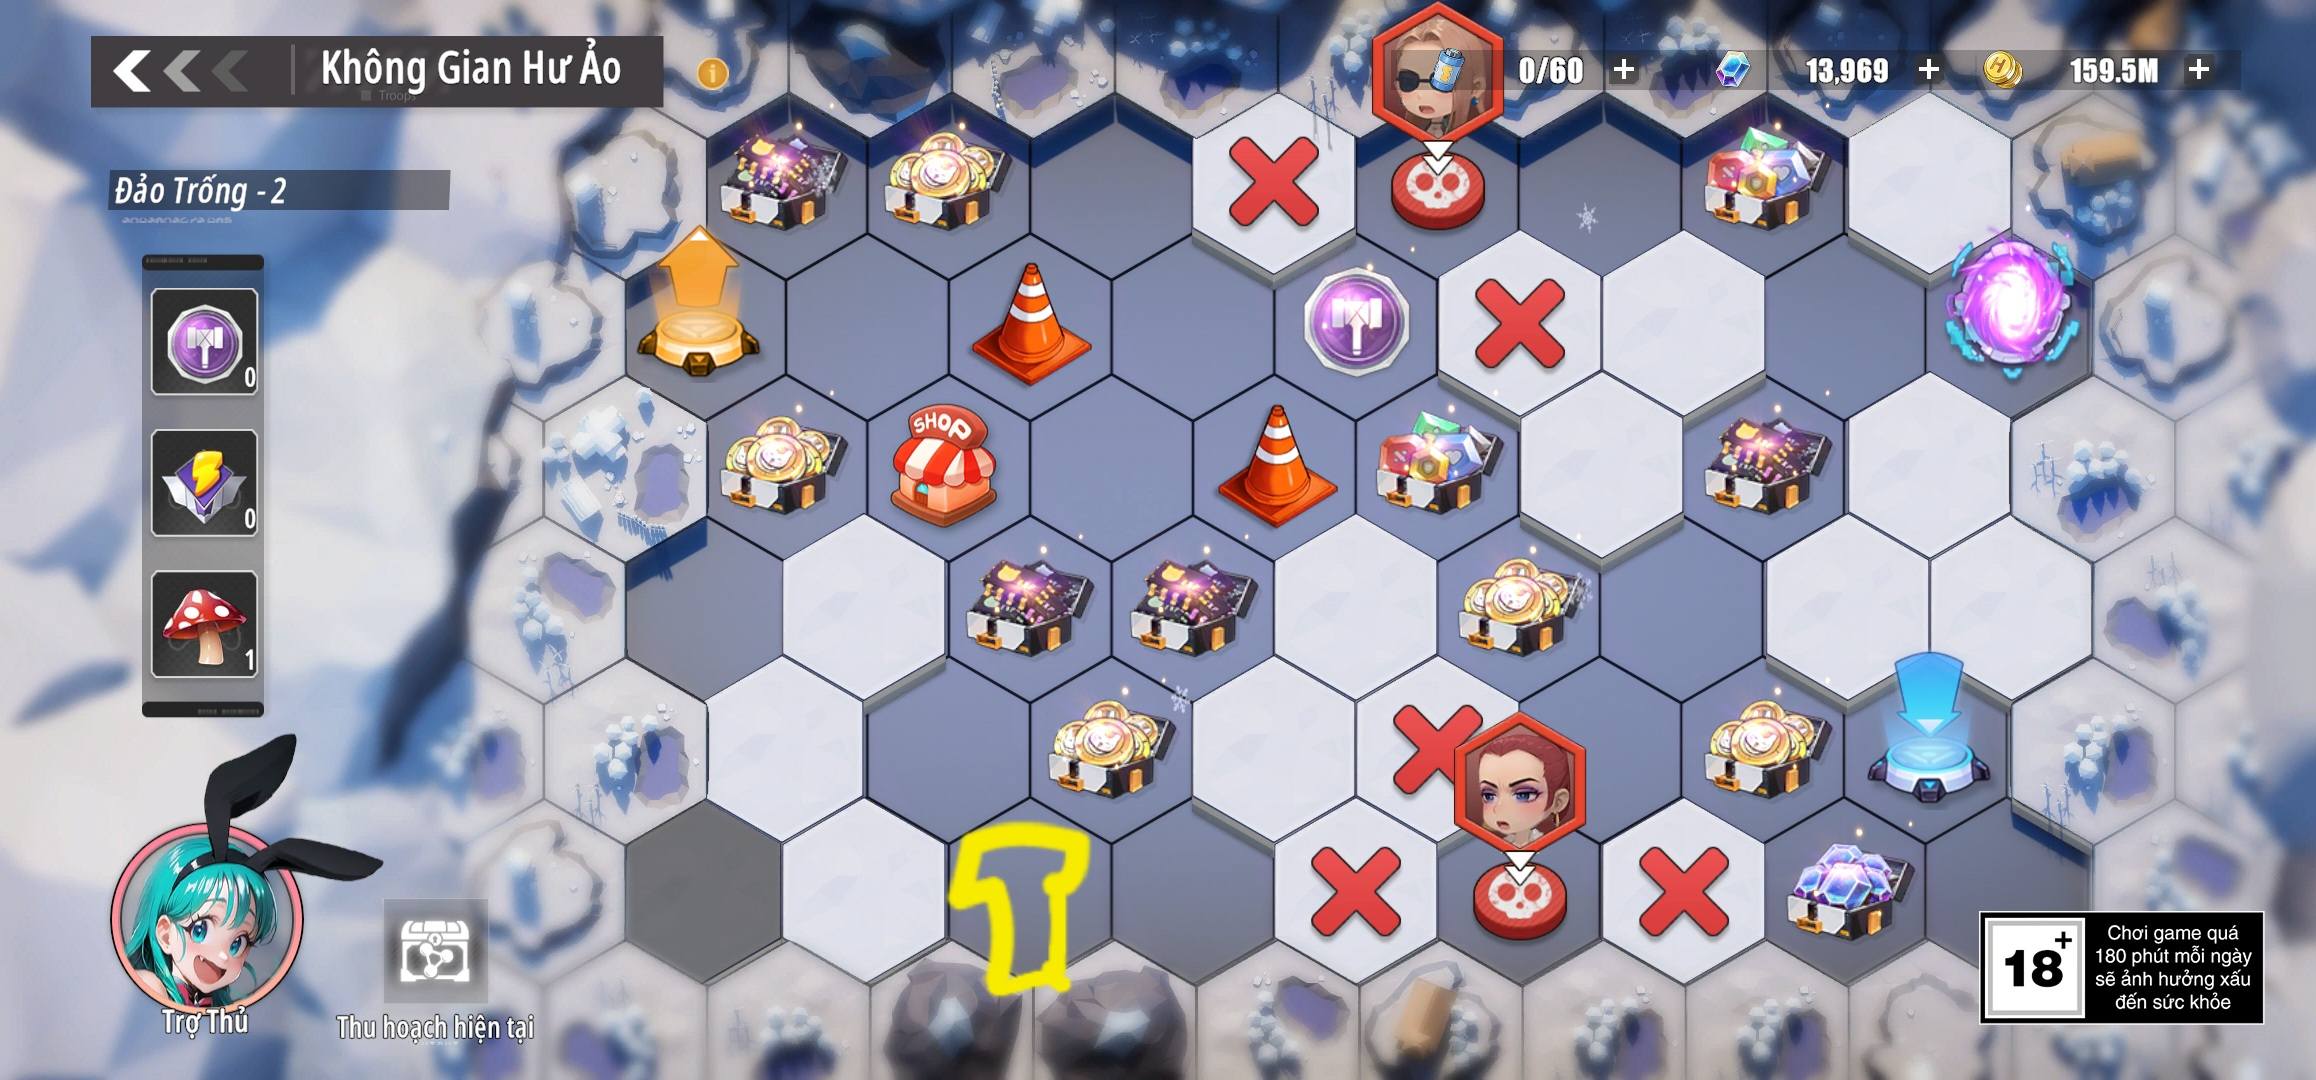 Không Gian Hư Ảo
Troops
0/60
13,969
159.5M
Đảo Trống - 2
0
0
1
SHOP
Trợ Thủ
Thu hoạch hiện tại
18+
Chơi game quá
180 phút mỗi ngày
sẽ ảnh hưởng xấu
đến sức khỏe